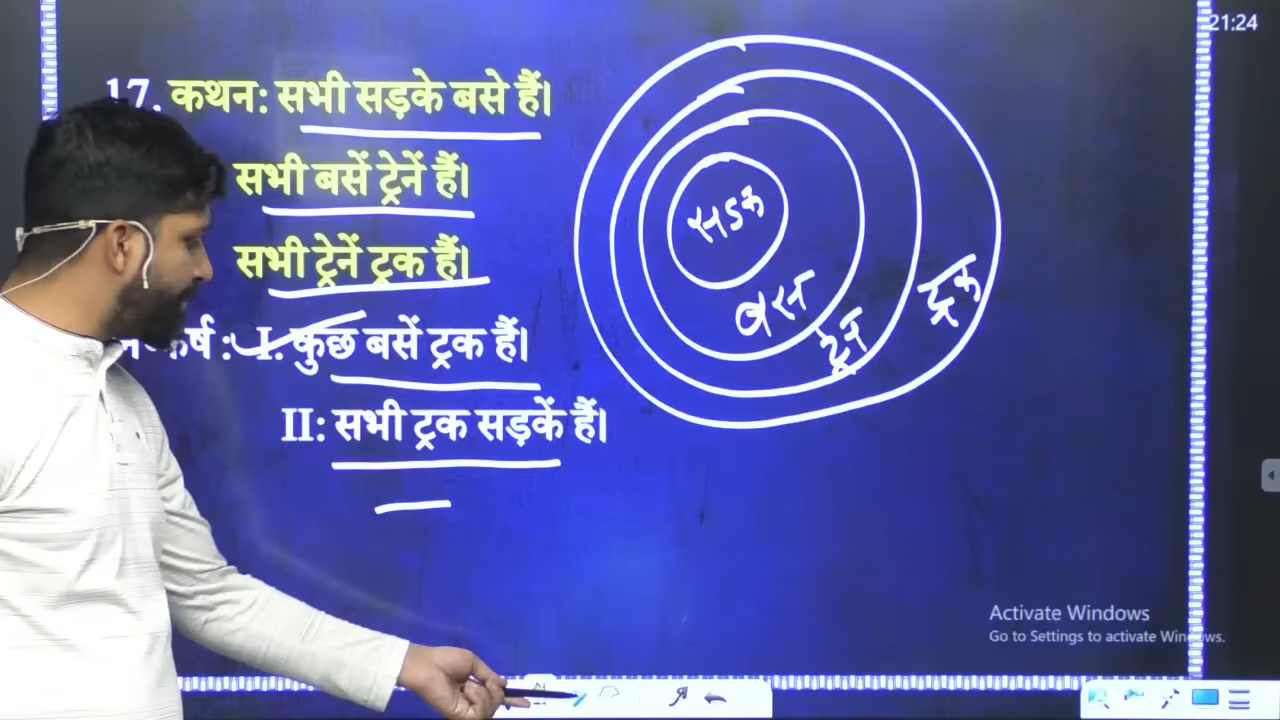 21:24
17. कथन: सभी सड़के बसे हैं।
सभी बसें ट्रेनें हैं।
सभी ट्रेनें ट्रक हैं।
I. कुछ बसें ट्रक हैं।
II: सभी ट्रक सड़कें हैं।
सडक
बस
ट्रेन
ट्रक
Activate Windows
Go to Settings to activate Windows.